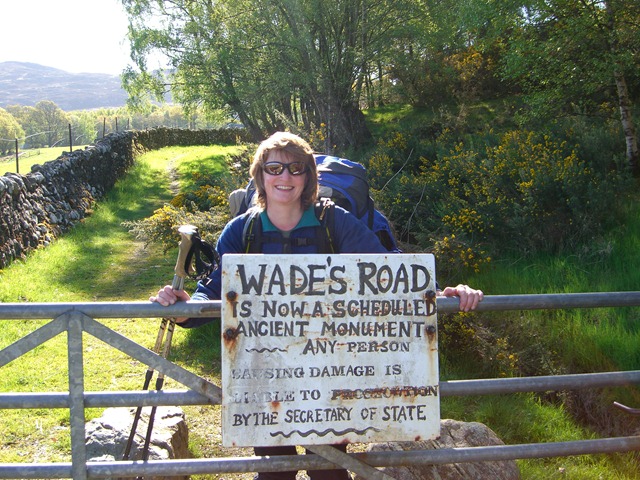 WADE'S ROAD
IS NOW A SCHEDULED
ANCIENT MONUMENT
ANY PERSON
CAUSING DAMAGE IS
LIABLE TO PROSECUTION
BY THE SECRETARY OF STATE